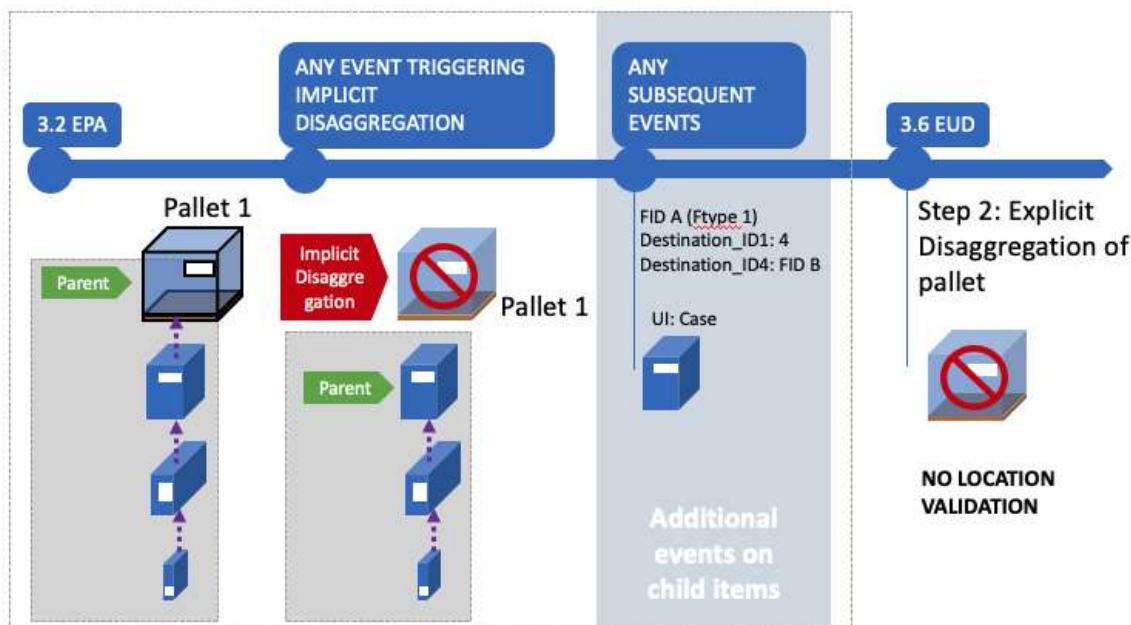 3.2 EPA
ANY EVENT TRIGGERING
IMPLICIT
DISAGGREGATION
ANY
SUBSEQUENT
EVENTS
3.6 EUD
Pallet 1
Parent
Implicit
Disaggre
gation
Pallet 1
Parent
FID A (Ftype 1)
Destination_ID1: 4
Destination_ID4: FID B
UI: Case
Additional
events on
child items
Step 2: Explicit
Disaggregation of
pallet
NO LOCATION
VALIDATION